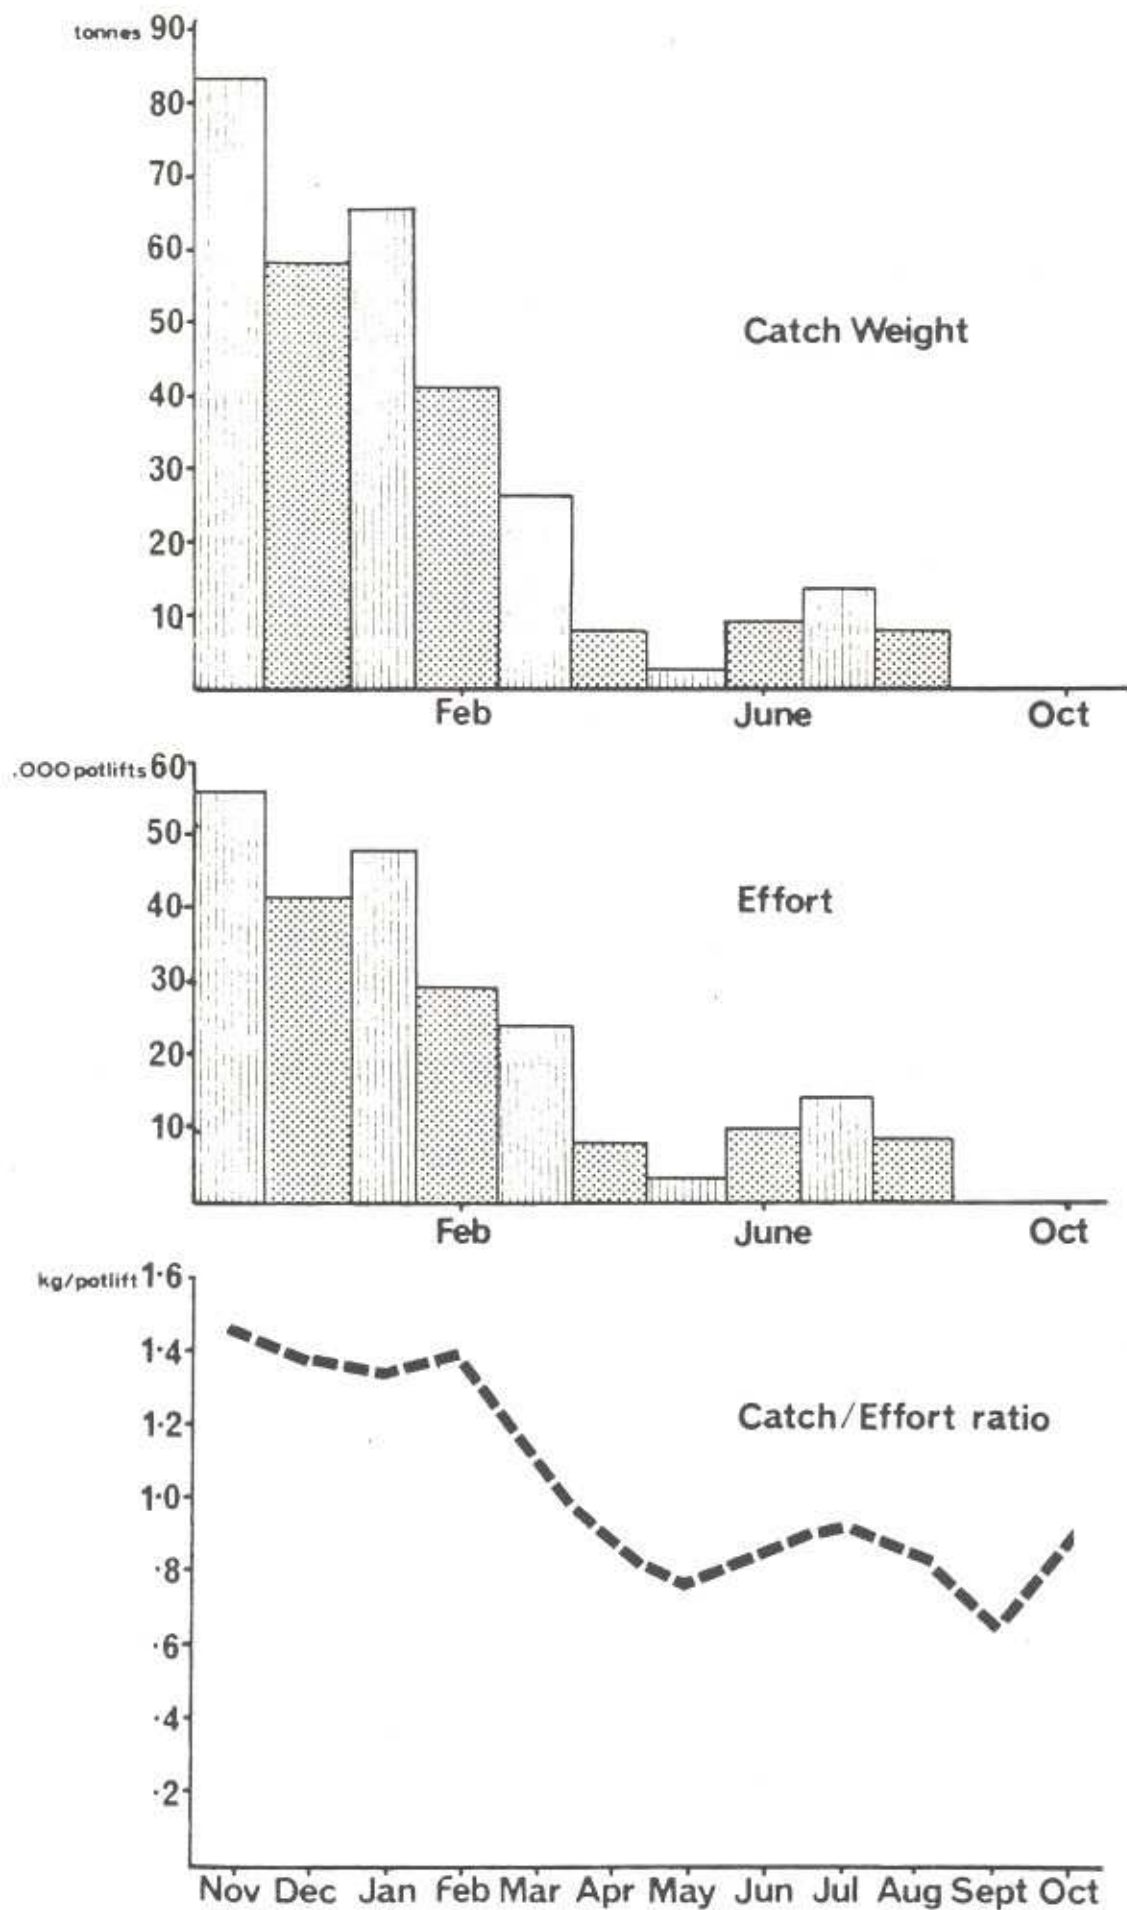 tonnes 90
80
70
60
50
Catch Weight
40
30
20
10
Feb June Oct
.000 potlifts 60
50
40
Effort
30
20
10
Feb June Oct
kg/potlift 1·6
1·4
1·2
Catch/Effort ratio
1·0
·8
·6
·4
·2
Nov Dec Jan Feb Mar Apr May Jun Jul Aug Sept Oct